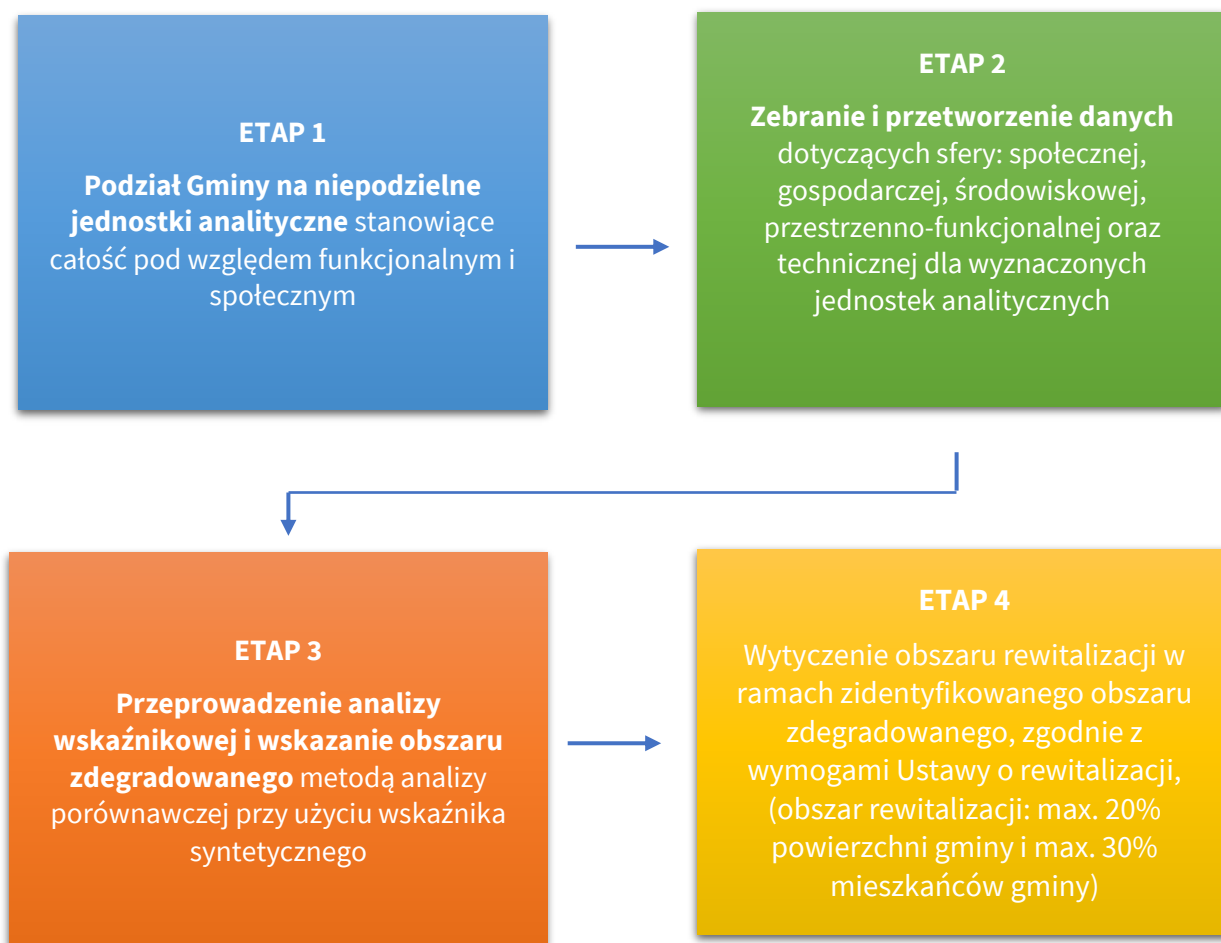 ETAP 1
Podział Gminy na niepodzielne
jednostki analityczne stanowiące
całość pod względem funkcjonalnym i
społecznym
ETAP 2
Zebranie i przetworzenie danych
dotyczących sfery: społecznej,
gospodarczej, środowiskowej,
przestrzenno-funkcjonalnej oraz
technicznej dla wyznaczonych
jednostek analitycznych
ETAP 3
Przeprowadzenie analizy
wskaźnikowej i wskazanie obszaru
zdegradowanego metodą analizy
porównawczej przy użyciu wskaźnika
syntetycznego
ETAP 4
Wytyczenie obszaru rewitalizacji w
ramach zidentyfikowanego obszaru
zdegradowanego, zgodnie z
wymogami Ustawy o rewitalizacji,
(obszar rewitalizacji: max. 20%
powierzchni gminy i max. 30%
mieszkańców gminy)